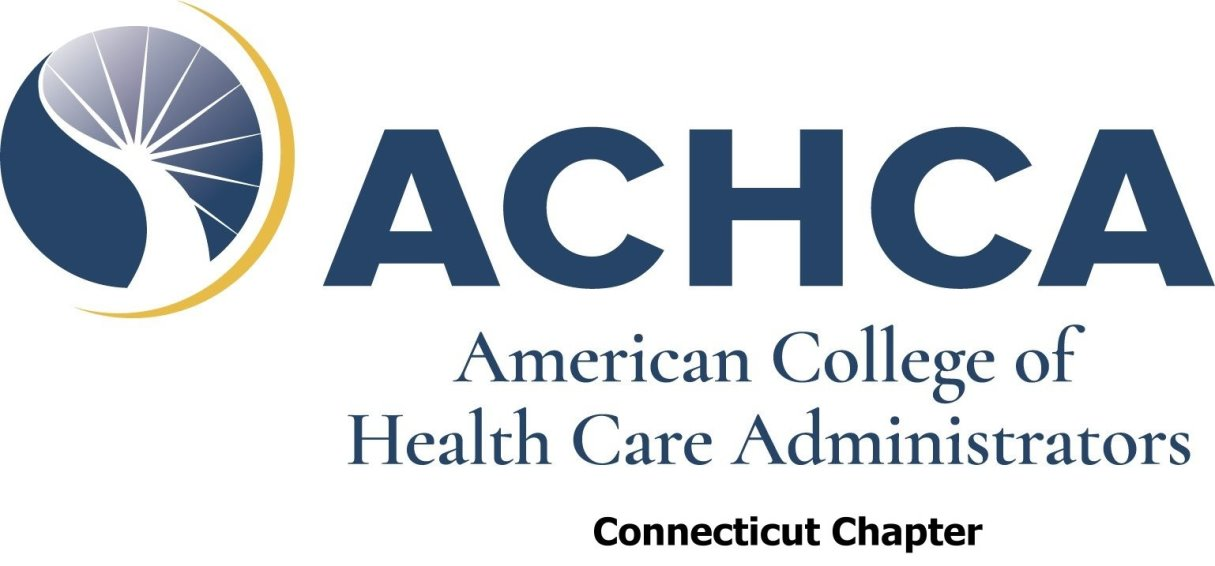 ACHCA
American College of
Health Care Administrators
Connecticut Chapter